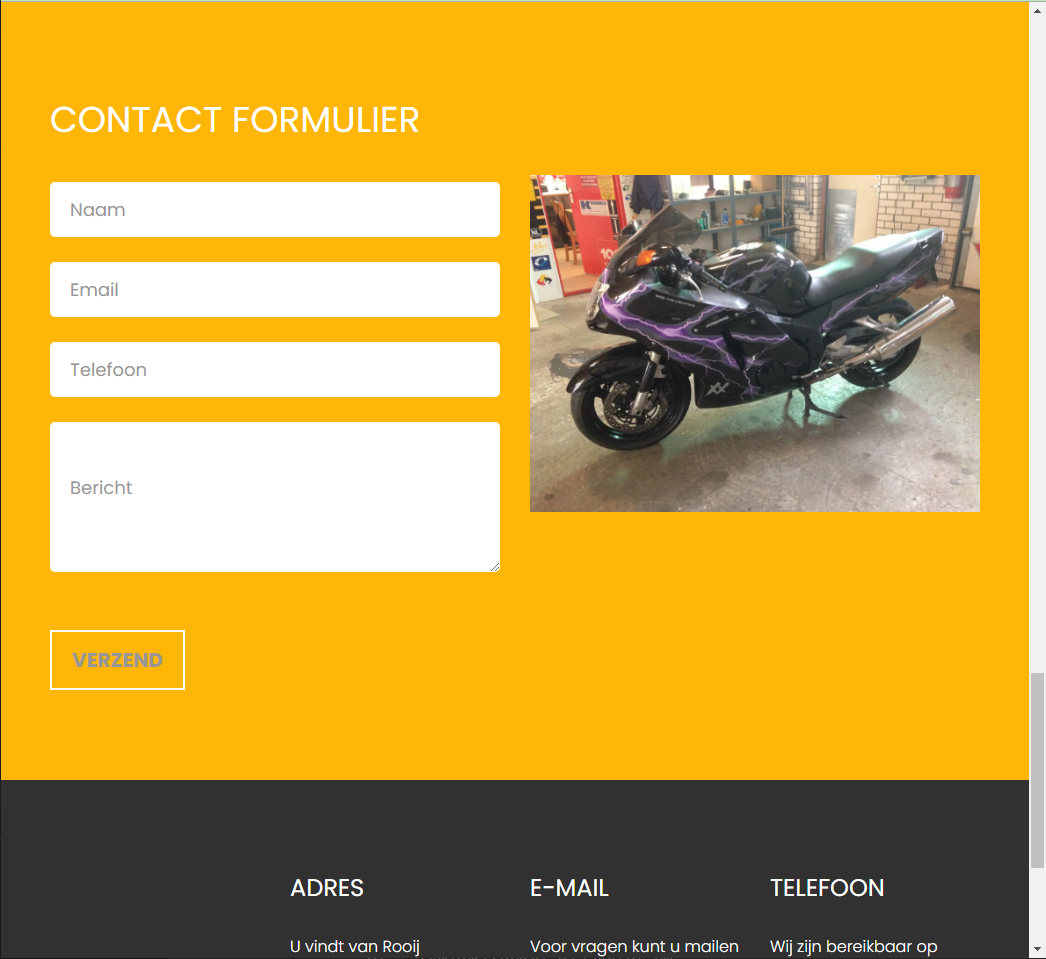 CONTACT FORMULIER
Naam
Email
Telefoon
Bericht
VERZEND
ADRES
E-MAIL
TELEFOON
U vindt van Rooij
Voor vragen kunt u mailen
Wij zijn bereikbaar op